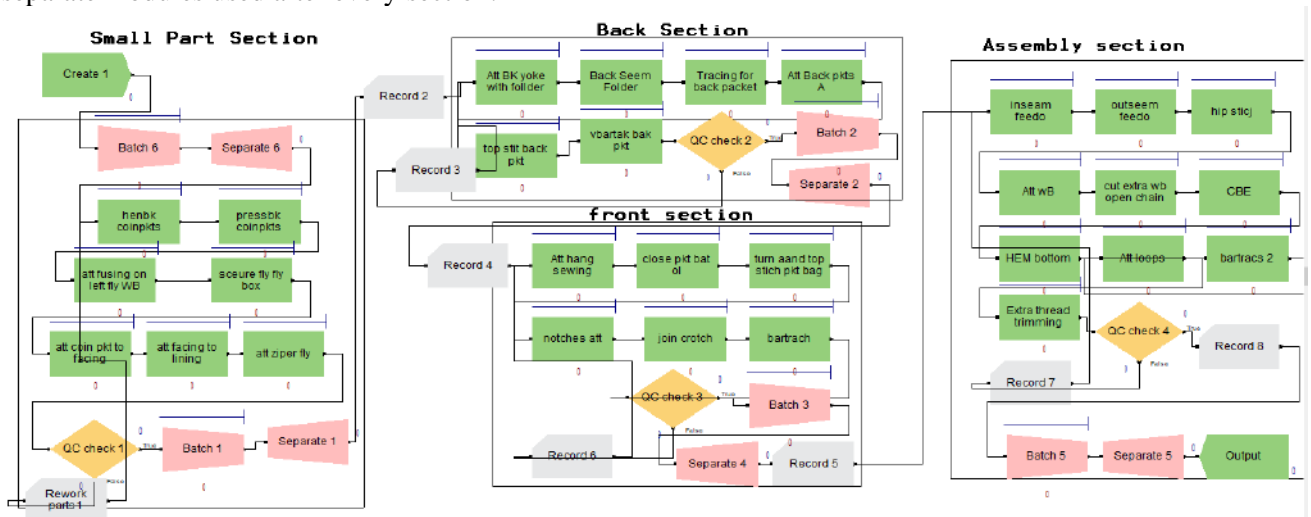 Small Part Section
Create 1
Batch 6
Separate 6
henbk
coinpkts
pressbk
coinpkts
att fusing on
left fly WB
sceure fly fly
box
att coin pkt to
facing
att facing to
lining
att ziper fly
QC check 1
True
False
Batch 1
Separate 1
Rework
parts1
Back Section
Record 2
Att BK yoke
with follder
Back Seem
Folder
Tracing for
back packet
Att Back pkts
A
top stit back
pkt
vbartak bak
pkt
QC check 2
True
False
Batch 2
Separate 2
Record 3
front section
Record 4
Att hang
sewing
close pkt bat
ol
turn aand top
stich pkt bag
notches att
join crotch
bartrach
QC check 3
True
False
Batch 3
Record 6
Separate 4
Record 5
Assembly section
inseam
feedo
outseem
feedo
hip sticj
Att wB
cut extra wb
open chain
CBE
HEM bottom
Att loops
bartracs 2
Extra thread
trimming
QC check 4
True
False
Record 8
Record 7
Batch 5
Separate 5
Output